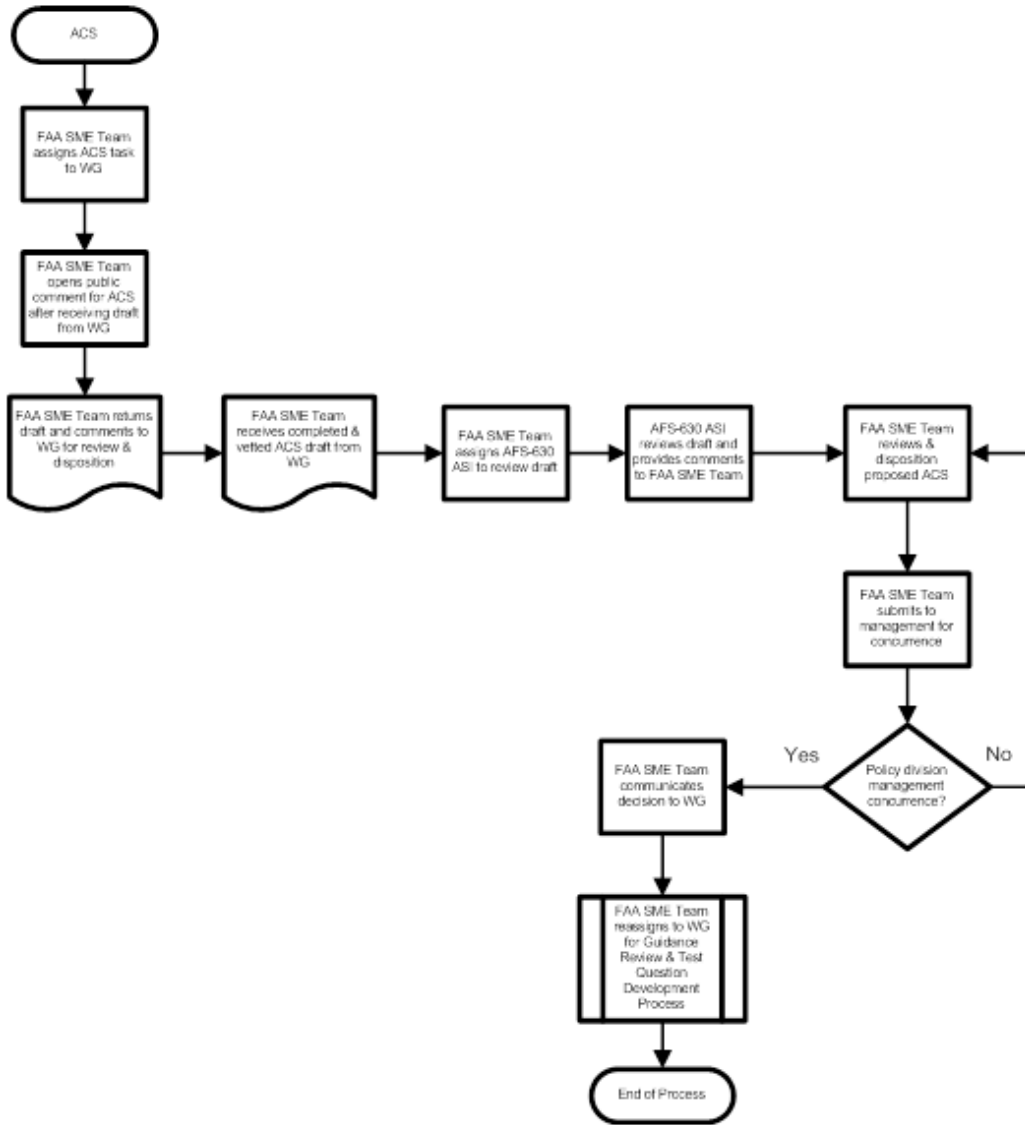 ACS
FAA SME Team
assigns ACS task
to WG
FAA SME Team
opens public
comment for ACS
after receiving draft
from WG
FAA SME Team returns
draft and comments to
WG for review &
disposition
FAA SME Team
receives completed &
vetted ACS draft from
WG
FAA SME Team
assigns AFS-630
ASI to review draft
AFS-630 ASI
reviews draft and
provides comments
to FAA SME Team
FAA SME Team
reviews &
disposition
proposed ACS
FAA SME Team
submits to
management for
concurrence
Policy division
management
concurrence?
Yes
No
FAA SME Team
communicates
decision to WG
FAA SME Team
reassigns to WG
for Guidance
Review & Test
Question
Development
Process
End of Process